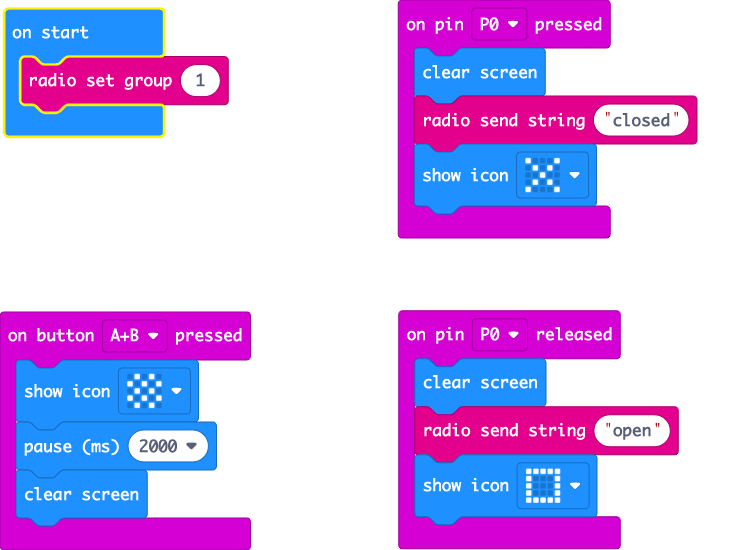 on start
radio set group 1
on pin P0 pressed
clear screen
radio send string "closed"
show icon
on button A+B pressed
show icon
pause (ms) 2000
clear screen
on pin P0 released
clear screen
radio send string "open"
show icon